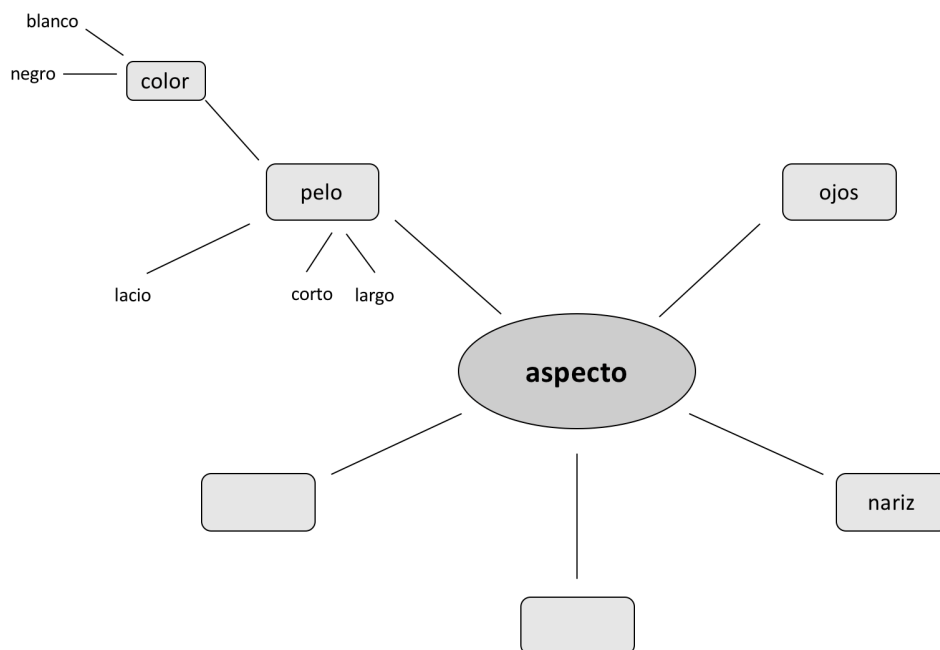 blanco
negro
color
pelo
ojos
lacio
corto
largo
aspecto
nariz